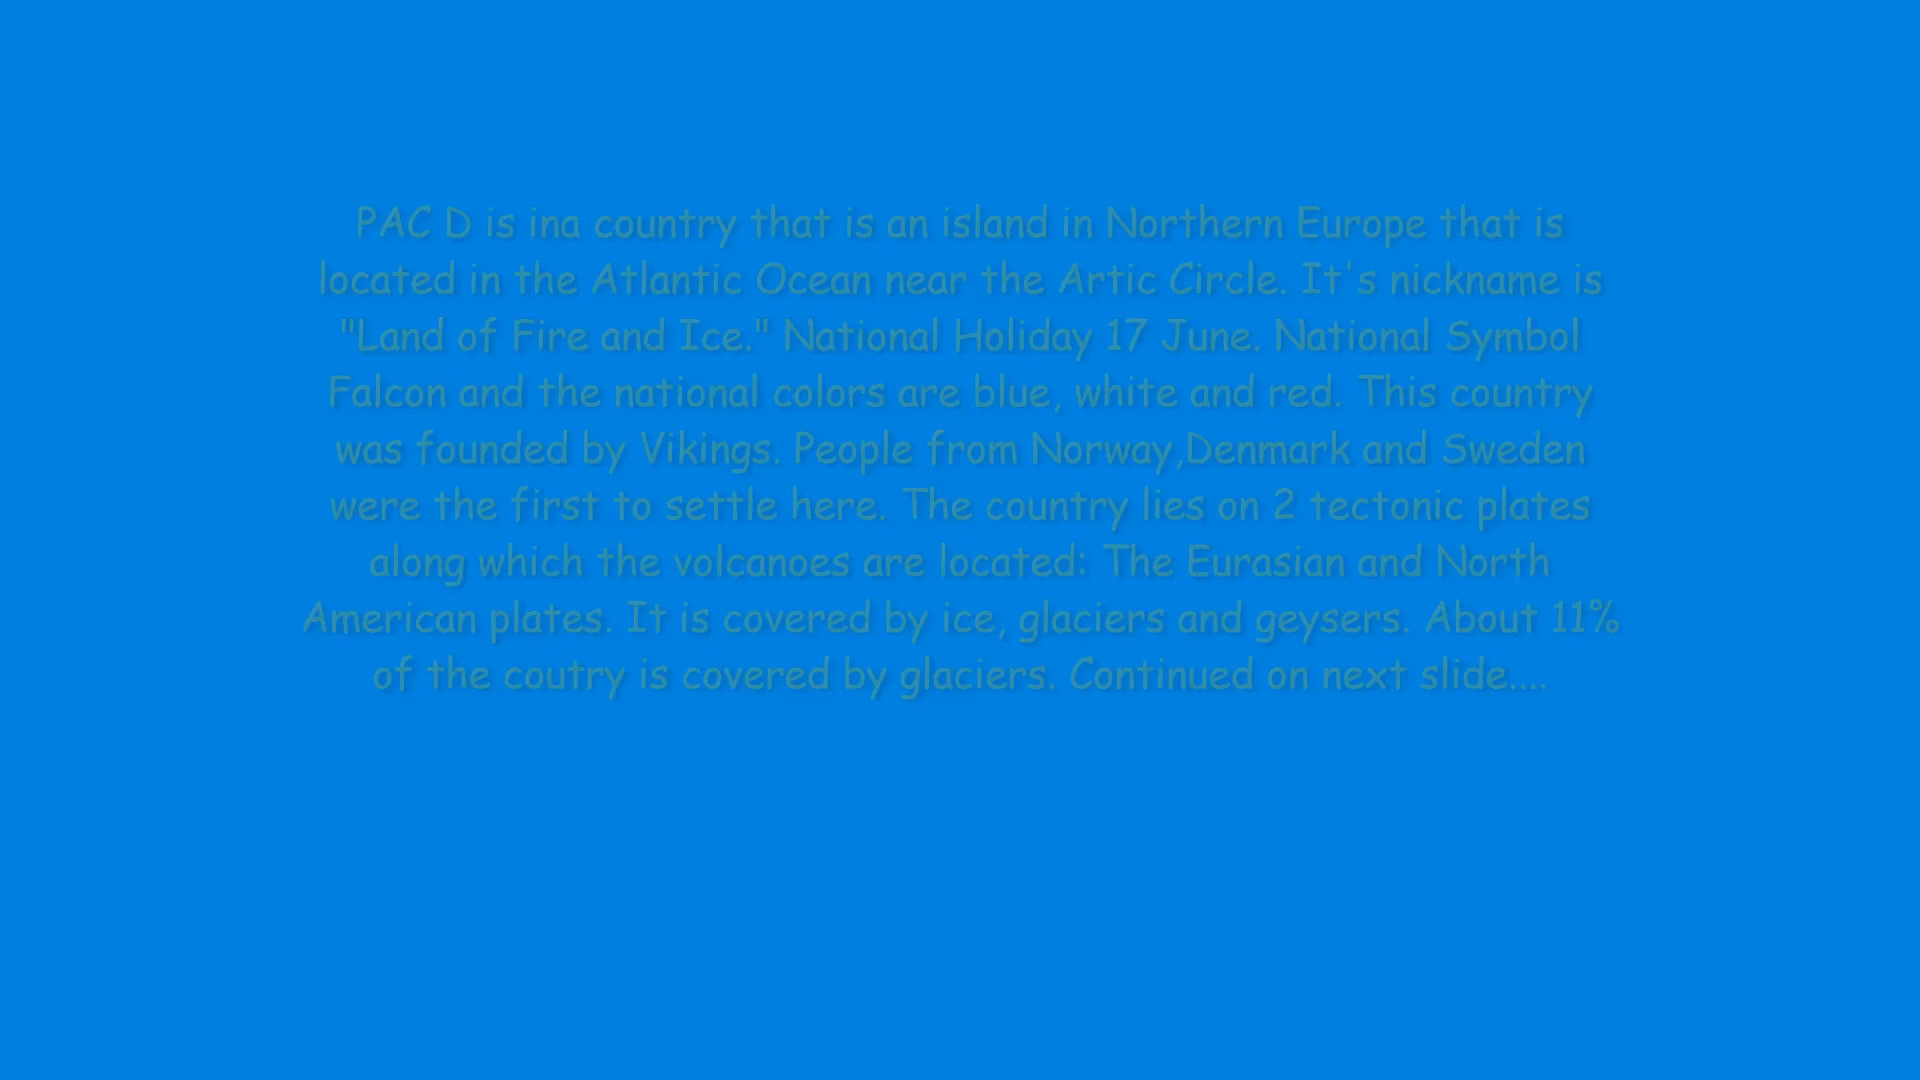 PAC D is ina country that is an island in Northern Europe that is
located in the Atlantic Ocean near the Artic Circle. It's nickname is
"Land of Fire and Ice." National Holiday 17 June. National Symbol
Falcon and the national colors are blue, white and red. This country
was founded by Vikings. People from Norway,Denmark and Sweden
were the first to settle here. The country lies on 2 tectonic plates
along which the volcanoes are located: The Eurasian and North
American plates. It is covered by ice, glaciers and geysers. About 11%
of the coutry is covered by glaciers. Continued on next slide....